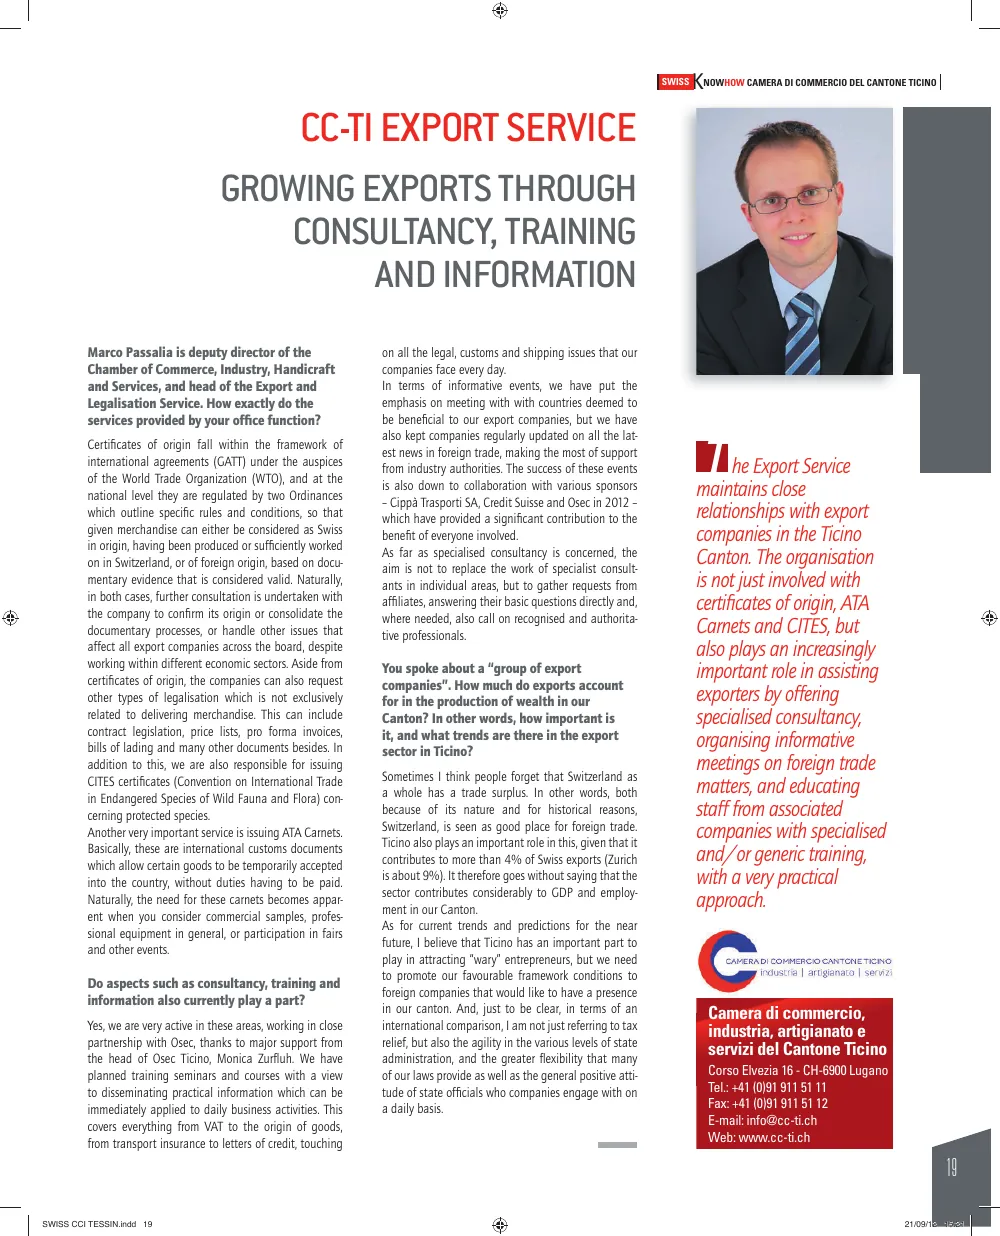 SWISS KNOWHOW CAMERA DI COMMERCIO DEL CANTONE TICINO
CC-TI EXPORT SERVICE
GROWING EXPORTS THROUGH
CONSULTANCY, TRAINING
AND INFORMATION
Marco Passalia is deputy director of the
Chamber of Commerce, Industry, Handicraft
and Services, and head of the Export and
Legalisation Service. How exactly do the
services provided by your office function?
Certificates of origin fall within the framework of
international agreements (GATT) under the auspices
of the World Trade Organization (WTO), and at the
national level they are regulated by two Ordinances
which outline specific rules and conditions, so that
given merchandise can either be considered as Swiss
in origin, having been produced or sufficiently worked
on in Switzerland, or of foreign origin, based on docu-
mentary evidence that is considered valid. Naturally,
in both cases, further consultation is undertaken with
the company to confirm its origin or consolidate the
documentary processes, or handle other issues that
affect all export companies across the board, despite
working within different economic sectors. Aside from
certificates of origin, the companies can also request
other types of legalisation which is not exclusively
related to delivering merchandise. This can include
contract legislation, price lists, pro forma invoices,
bills of lading and many other documents besides. In
addition to this, we are also responsible for issuing
CITES certificates (Convention on International Trade
in Endangered Species of Wild Fauna and Flora) con-
cerning protected species.
Another very important service is issuing ATA Carnets.
Basically, these are international customs documents
which allow certain goods to be temporarily accepted
into the country, without duties having to be paid.
Naturally, the need for these carnets becomes appar-
ent when you consider commercial samples, profes-
sional equipment in general, or participation in fairs
and other events.
Do aspects such as consultancy, training and
information also currently play a part?
Yes, we are very active in these areas, working in close
partnership with Osec, thanks to major support from
the head of Osec Ticino, Monica Zurfluh. We have
planned training seminars and courses with a view
to disseminating practical information which can be
immediately applied to daily business activities. This
covers everything from VAT to the origin of goods,
from transport insurance to letters of credit, touching
on all the legal, customs and shipping issues that our
companies face every day.
In terms of informative events, we have put the
emphasis on meeting with with countries deemed to
be beneficial to our export companies, but we have
also kept companies regularly updated on all the lat-
est news in foreign trade, making the most of support
from industry authorities. The success of these events
is also down to collaboration with various sponsors
– Cippà Trasporti SA, Credit Suisse and Osec in 2012 –
which have provided a significant contribution to the
benefit of everyone involved.
As far as specialised consultancy is concerned, the
aim is not to replace the work of specialist consult-
ants in individual areas, but to gather requests from
affiliates, answering their basic questions directly and,
where needed, also call on recognised and authorita-
tive professionals.
You spoke about a “group of export
companies”. How much do exports account
for in the production of wealth in our
Canton? In other words, how important is
it, and what trends are there in the export
sector in Ticino?
Sometimes I think people forget that Switzerland as
a whole has a trade surplus. In other words, both
because of its nature and for historical reasons,
Switzerland, is seen as good place for foreign trade.
Ticino also plays an important role in this, given that it
contributes to more than 4% of Swiss exports (Zurich
is about 9%). It therefore goes without saying that the
sector contributes considerably to GDP and employ-
ment in our Canton.
As for current trends and predictions for the near
future, I believe that Ticino has an important part to
play in attracting “wary” entrepreneurs, but we need
to promote our favourable framework conditions to
foreign companies that would like to have a presence
in our canton. And, just to be clear, in terms of an
international comparison, I am not just referring to tax
relief, but also the agility in the various levels of state
administration, and the greater flexibility that many
of our laws provide as well as the general positive atti-
tude of state officials who companies engage with on
a daily basis.
The Export Service
maintains close
relationships with export
companies in the Ticino
Canton. The organisation
is not just involved with
certificates of origin, ATA
Carnets and CITES, but
also plays an increasingly
important role in assisting
exporters by offering
specialised consultancy,
organising informative
meetings on foreign trade
matters, and educating
staff from associated
companies with specialised
and/or generic training,
with a very practical
approach.
CAMERA DI COMMERCIO CANTONE TICINO
industria | artigianato | servizi
Camera di commercio,
industria, artigianato e
servizi del Cantone Ticino
Corso Elvezia 16 - CH-6900 Lugano
Tel.: +41 (0)91 911 51 11
Fax: +41 (0)91 911 51 12
E-mail: info@cc-ti.ch
Web: www.cc-ti.ch
19
SWISS CCI TESSIN.indd 19
21/09/12